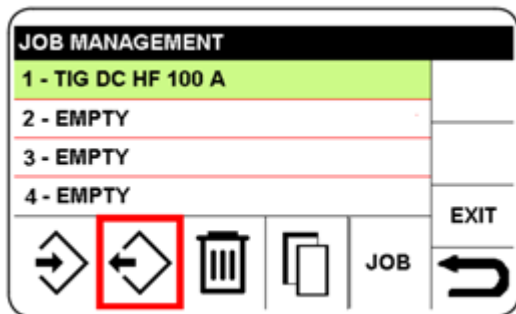 JOB MANAGEMENT
1 - TIG DC HF 100 A
2 - EMPTY
3 - EMPTY
4 - EMPTY
EXIT
JOB